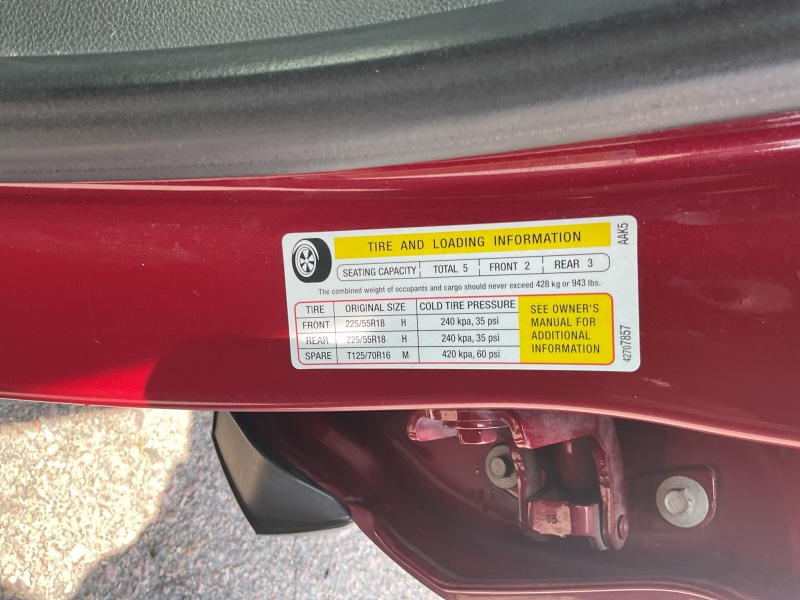 TIRE AND LOADING INFORMATION
SEATING CAPACITY TOTAL 5 FRONT 2 REAR 3
The combined weight of occupants and cargo should never exceed 428 kg or 943 lbs.
TIRE ORIGINAL SIZE COLD TIRE PRESSURE
FRONT 225/55R18 H 240 kpa, 35 psi
REAR 225/55R18 H 240 kpa, 35 psi
SPARE T125/70R16 M 420 kpa, 60 psi
SEE OWNER'S
MANUAL FOR
ADDITIONAL
INFORMATION
AAK5
42707857